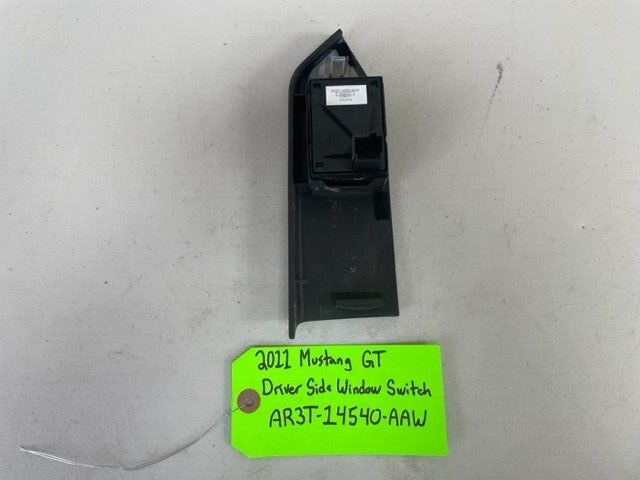 2011 Mustang GT
Driver Side Window Switch
AR3T-14540-AAW